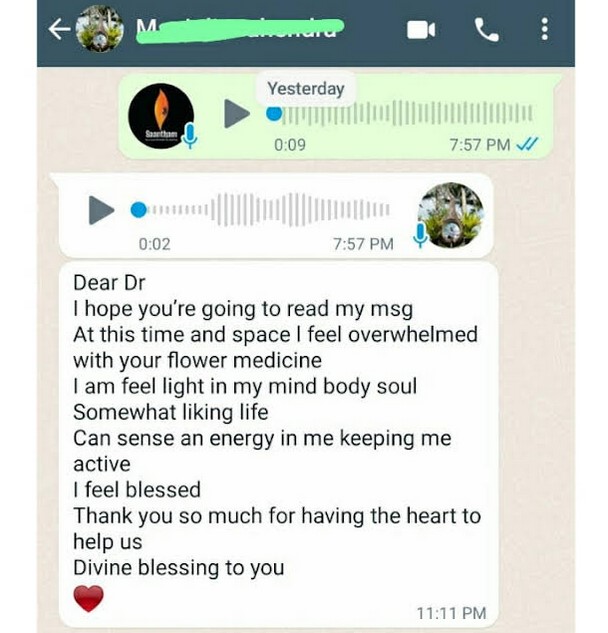 Yesterday
Saantham
0:09 7:57 PM
0:02 7:57 PM
Dear Dr
I hope you're going to read my msg
At this time and space I feel overwhelmed
with your flower medicine
I am feel light in my mind body soul
Somewhat liking life
Can sense an energy in me keeping me
active
I feel blessed
Thank you so much for having the heart to
help us
Divine blessing to you
11:11 PM